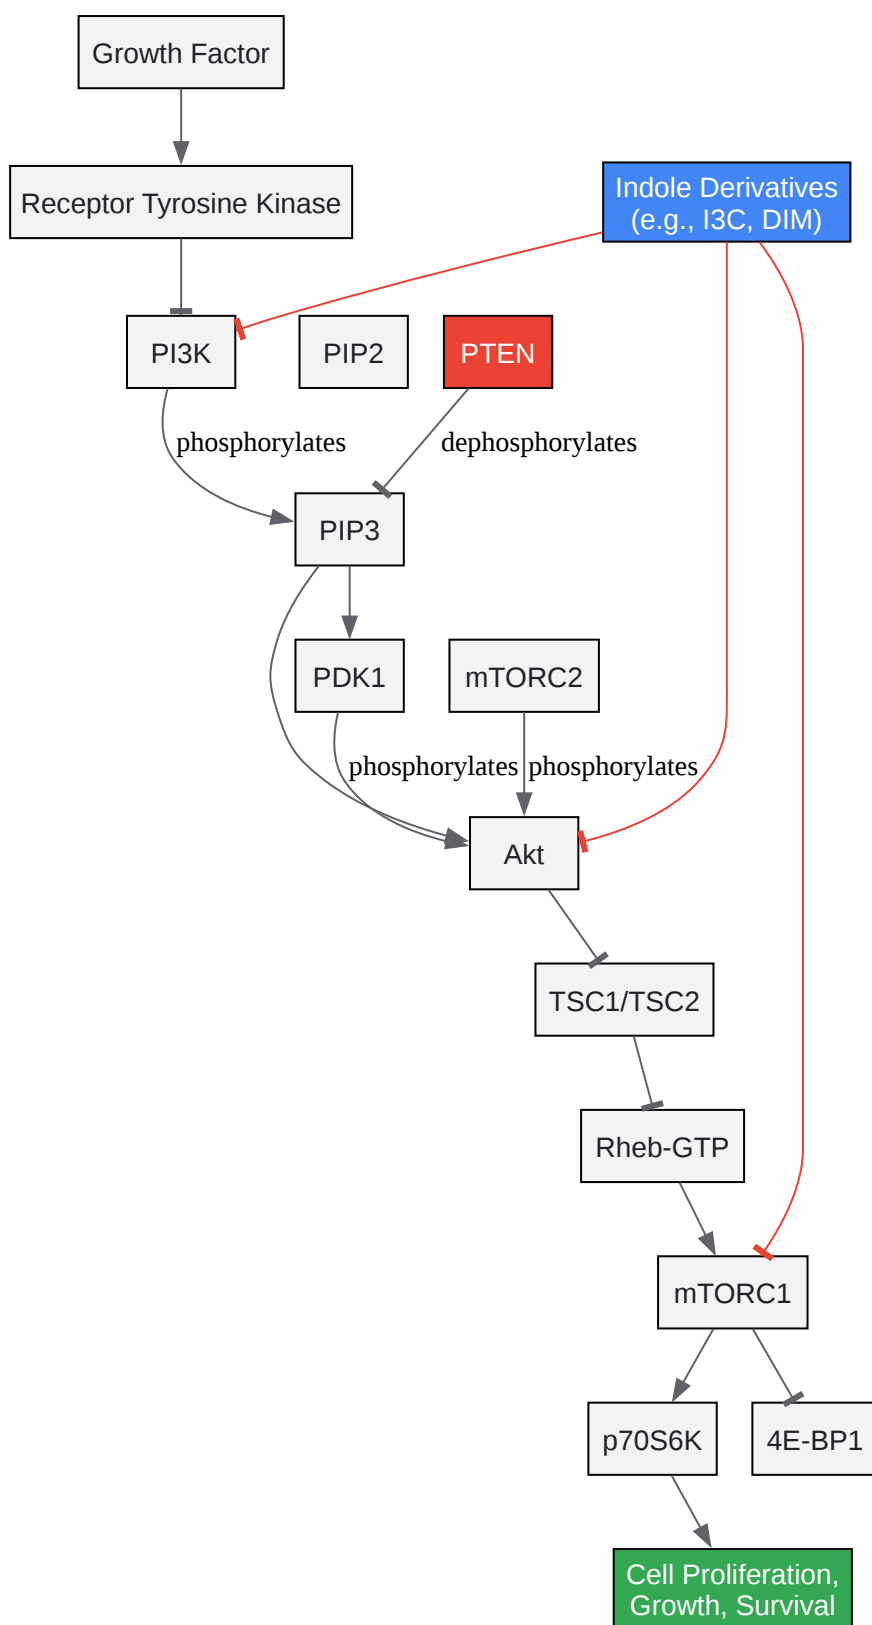 Growth Factor
Receptor Tyrosine Kinase
Indole Derivatives
(e.g., I3C, DIM)
PI3K
PIP2
PTEN
phosphorylates
dephosphorylates
PIP3
PDK1
mTORC2
phosphorylates
phosphorylates
Akt
TSC1/TSC2
Rheb-GTP
mTORC1
p70S6K
4E-BP1
Cell Proliferation,
Growth, Survival